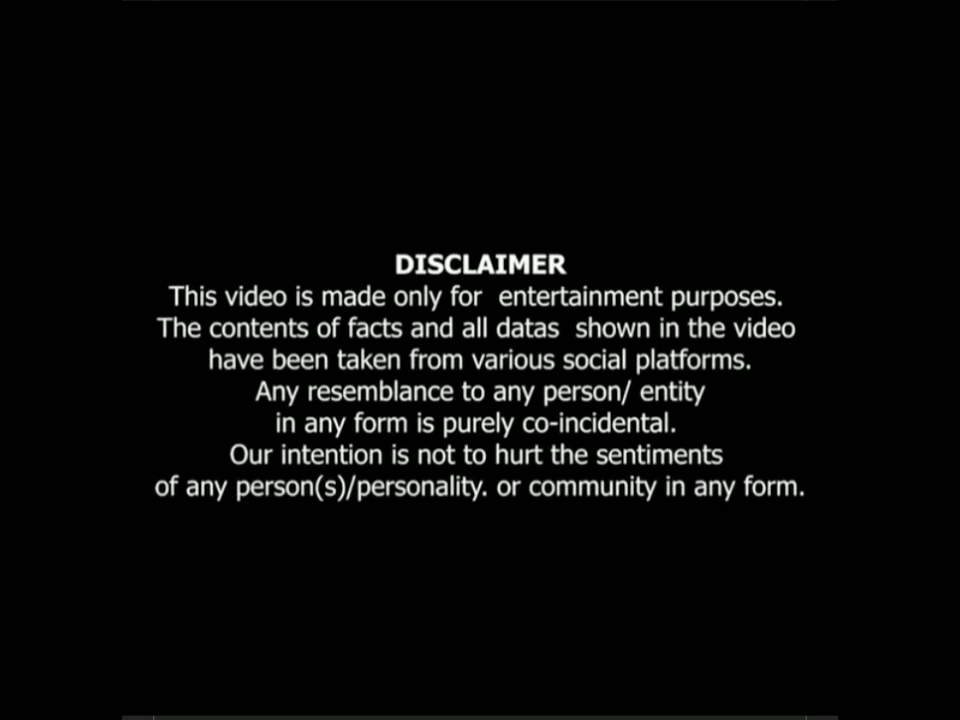 DISCLAIMER
This video is made only for  entertainment purposes.
The contents of facts and all datas  shown in the video
have been taken from various social platforms.
Any resemblance to any person/ entity
in any form is purely co-incidental.
Our intention is not to hurt the sentiments
of any person(s)/personality. or community in any form.